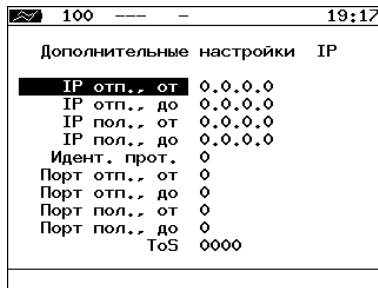 100 --- - 19:17
Дополнительные настройки IP
IP отп., от 0.0.0.0
IP отп., до 0.0.0.0
IP пол., от 0.0.0.0
IP пол., до 0.0.0.0
Идент. прот. 0
Порт отп., от 0
Порт отп., до 0
Порт пол., от 0
Порт пол., до 0
ToS 0000